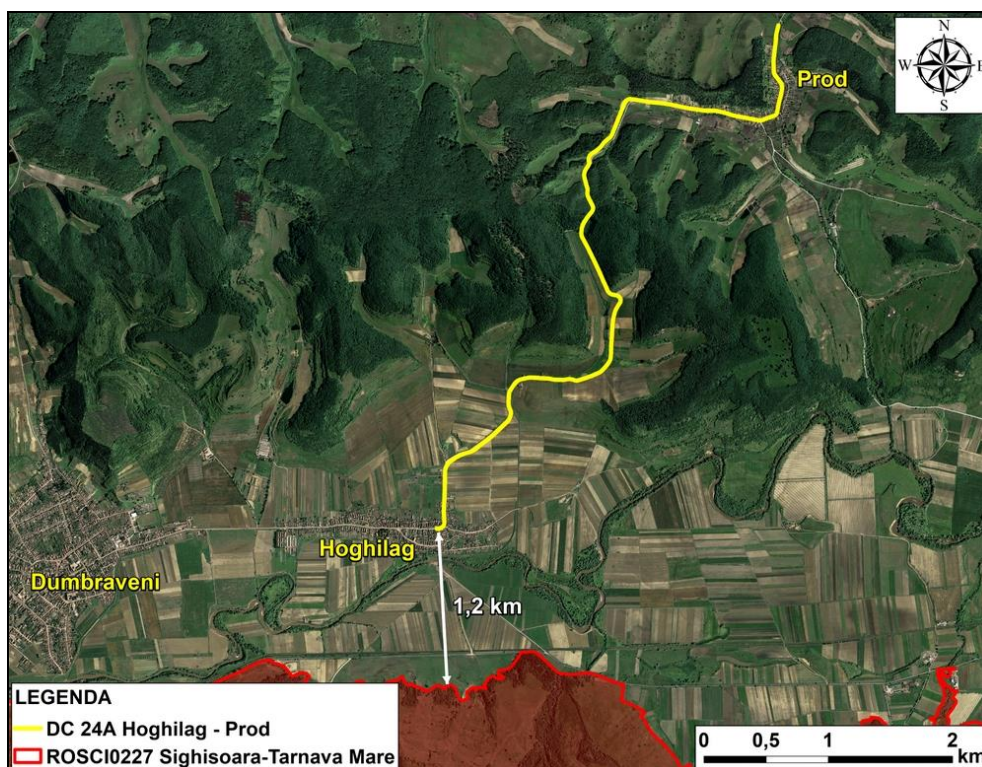 N
W E
S
Prod
Hoghilag
Dumbraveni
1,2 km
LEGENDA
DC 24A Hoghilag - Prod
ROSCI0227 Sighisoara-Tarnava Mare
0 0,5 1 2
km